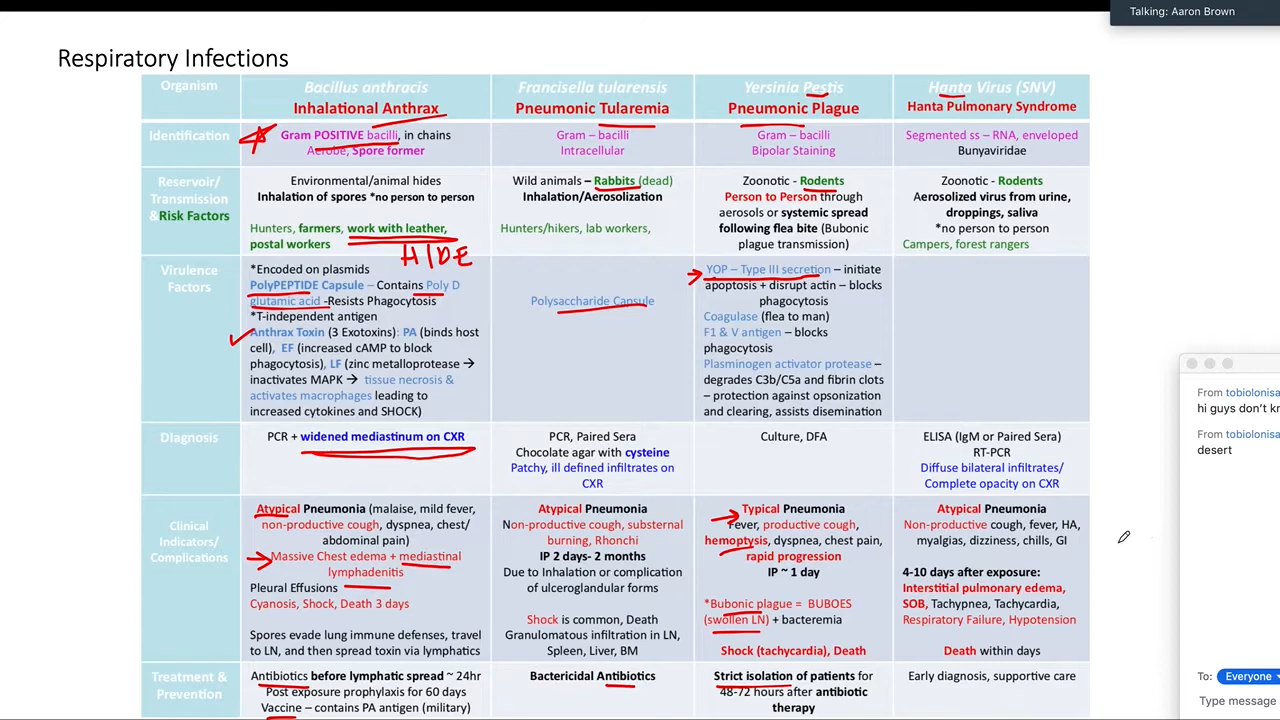 Talking: Aaron Brown
Respiratory Infections
Organism
Bacillus anthracis
Inhalational Anthrax
Francisella tularensis
Pneumonic Tularemia
Yersinia Pestis
Pneumonic Plague
Hanta Virus (SNV)
Hanta Pulmonary Syndrome
Identification
Gram POSITIVE bacilli, in chains
Aerobe, Spore former
Gram – bacilli
Intracellular
Gram – bacilli
Bipolar Staining
Segmented ss – RNA, enveloped
Bunyaviridae
Reservoir/
Transmission
&Risk Factors
Environmental/animal hides
Inhalation of spores *no person to person
Hunters, farmers, work with leather,
postal workers
HIDE
Wild animals – Rabbits (dead)
Inhalation/Aerosolization
Hunters/hikers, lab workers,
Zoonotic - Rodents
Person to Person through
aerosols or systemic spread
following flea bite (Bubonic
plague transmission)
Zoonotic - Rodents
Aerosolized virus from urine,
droppings, saliva
*no person to person
Campers, forest rangers
Virulence
Factors
*Encoded on plasmids
PolyPEPTIDE Capsule – Contains Poly D
glutamic acid -Resists Phagocytosis
*T-independent antigen
Anthrax Toxin (3 Exotoxins): PA (binds host
cell), EF (increased cAMP to block
phagocytosis), LF (zinc metalloprotease →
inactivates MAPK → tissue necrosis &
activates macrophages leading to
increased cytokines and SHOCK)
Polysaccharide Capsule
YOP – Type III secretion – initiate
apoptosis + disrupt actin – blocks
phagocytosis
Coagulase (flea to man)
F1 & V antigen – blocks
phagocytosis
Plasminogen activator protease –
degrades C3b/C5a and fibrin clots
– protection against opsonization
and clearing, assists disemination
Diagnosis
PCR + widened mediastinum on CXR
PCR, Paired Sera
Chocolate agar with cysteine
Patchy, ill defined infiltrates on
CXR
Culture, DFA
ELISA (IgM or Paired Sera)
RT-PCR
Diffuse bilateral infiltrates/
Complete opacity on CXR
Clinical
Indicators/
Complications
Atypical Pneumonia (malaise, mild fever,
non-productive cough, dyspnea, chest/
abdominal pain)
Massive Chest edema + mediastinal
lymphadenitis
Pleural Effusions
Cyanosis, Shock, Death 3 days
Spores evade lung immune defenses, travel
to LN, and then spread toxin via lymphatics
Atypical Pneumonia
Non-productive cough, substernal
burning, Rhonchi
IP 2 days- 2 months
Due to Inhalation or complication
of ulceroglandular forms
Shock is common, Death
Granulomatous infiltration in LN,
Spleen, Liver, BM
Typical Pneumonia
Fever, productive cough,
hemoptysis, dyspnea, chest pain,
rapid progression
IP ~ 1 day
*Bubonic plague = BUBOES
(swollen LN) + bacteremia
Shock (tachycardia), Death
Atypical Pneumonia
Non-productive cough, fever, HA,
myalgias, dizziness, chills, GI
4-10 days after exposure:
Interstitial pulmonary edema,
SOB, Tachypnea, Tachycardia,
Respiratory Failure, Hypotension
Death within days
Treatment &
Prevention
Antibiotics before lymphatic spread ~ 24hr
Post exposure prophylaxis for 60 days
Vaccine – contains PA antigen (military)
Bactericidal Antibiotics
Strict isolation of patients for
48-72 hours after antibiotic
therapy
Early diagnosis, supportive care
From tobiolonisa
hi guys don't kn
From tobiolonisa
desert
To: Everyone
Type message